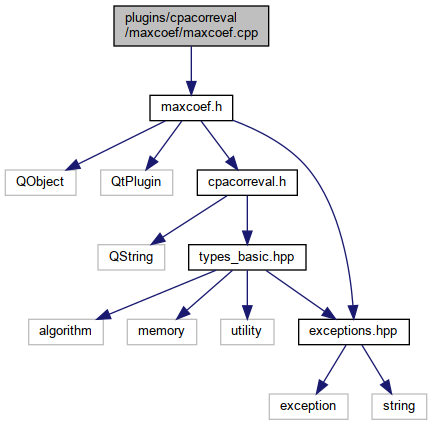 plugins/cpacorreval
/maxcoef/maxcoef.cpp
maxcoef.h
QObject
QtPlugin
cpacorreval.h
QString
types_basic.hpp
algorithm
memory
utility
exceptions.hpp
exception
string